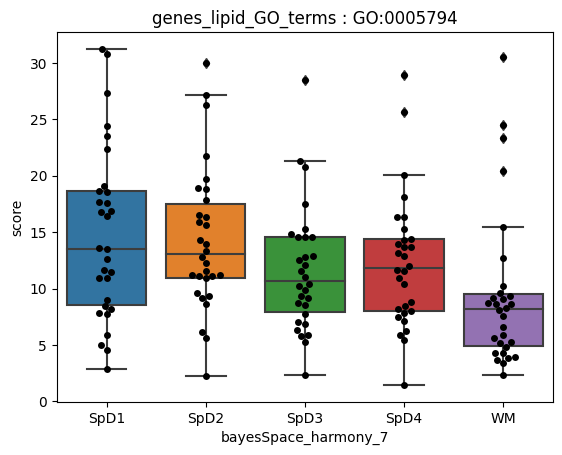 genes_lipid_GO_terms : GO:0005794
score
30
25
20
15
10
5
0
SpD1 SpD2 SpD3 SpD4 WM
bayesSpace_harmony_7